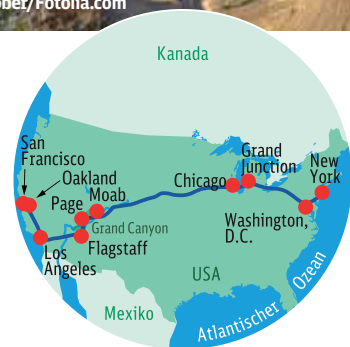 ober/Fotolia.com
Kanada
San
Francisco
Oakland
Moab
Page
Grand Canyon
Flagstaff
Los
Angeles
Chicago
Grand
Junction
New
York
Washington,
D.C.
USA
Mexiko
Atlantischer
Ozean